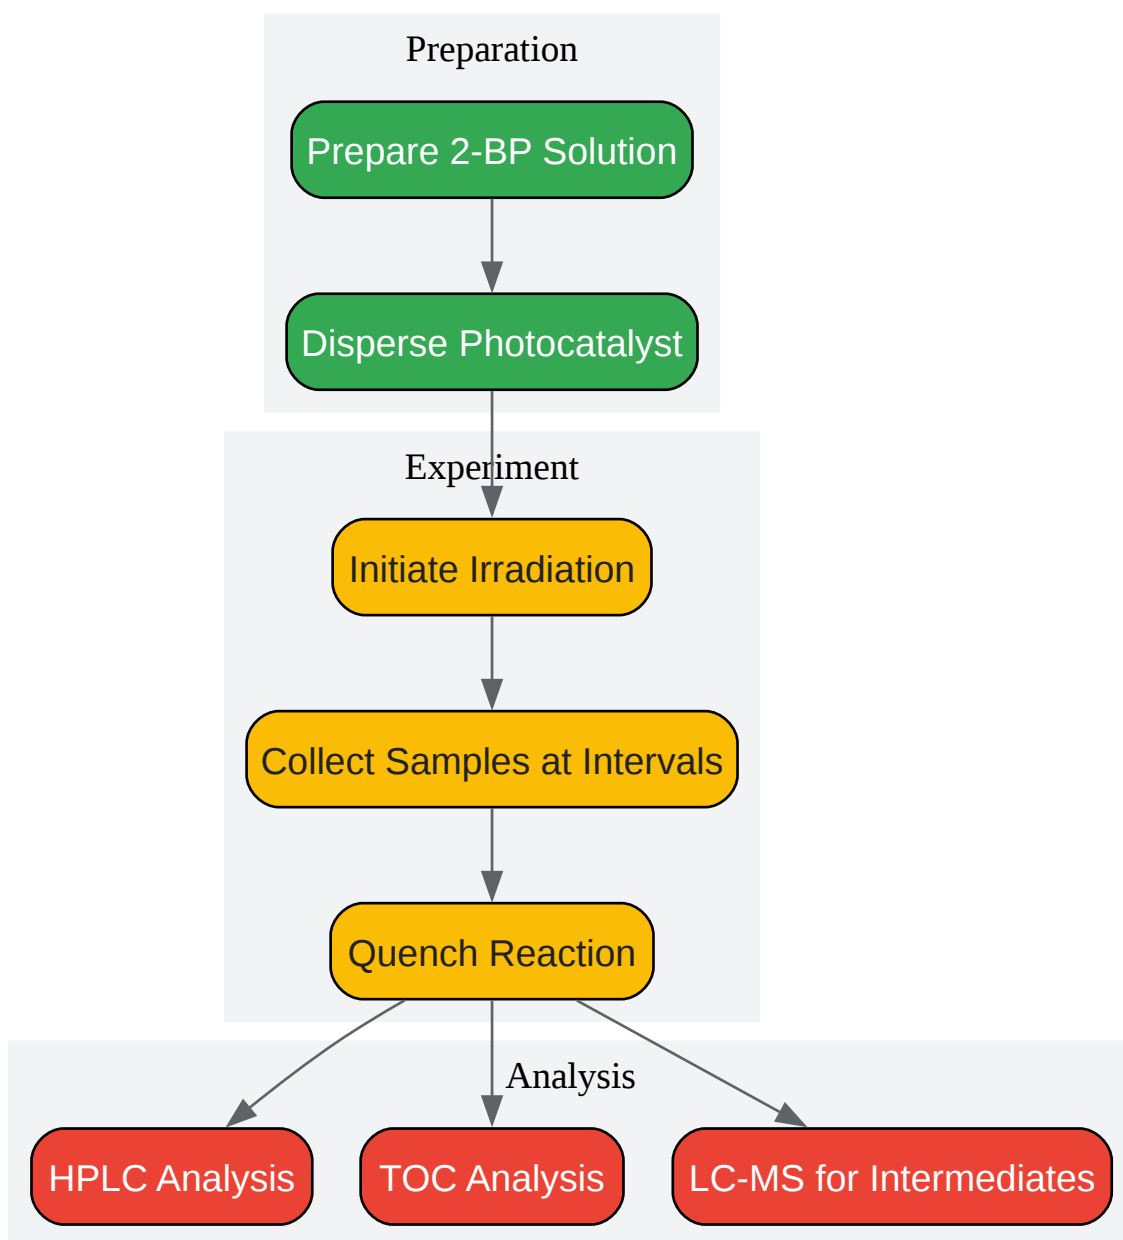 Preparation
Prepare 2-BP Solution
Disperse Photocatalyst
Experiment
Initiate Irradiation
Collect Samples at Intervals
Quench Reaction
Analysis
HPLC Analysis
TOC Analysis
LC-MS for Intermediates